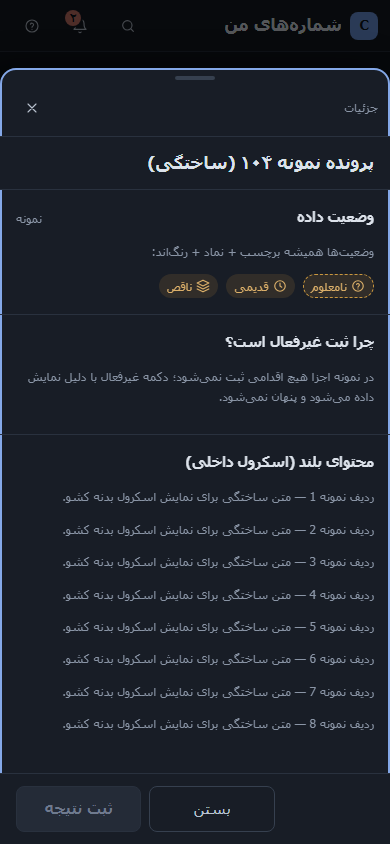 C
شماره‌های من
۲
جزئیات
پرونده نمونه ۱۰۴ (ساختگی)
وضعیت داده
نمونه
وضعیت‌ها همیشه برچسب + نماد + رنگ‌اند:
نامعلوم
قدیمی
ناقص
چرا ثبت غیرفعال است؟
در نمونه اجزا هیچ اقدامی ثبت نمی‌شود؛ دکمه غیرفعال با دلیل نمایش
داده می‌شود و پنهان نمی‌شود.
محتوای بلند (اسکرول داخلی)
ردیف نمونه 1 — متن ساختگی برای نمایش اسکرول بدنه کشو.
ردیف نمونه 2 — متن ساختگی برای نمایش اسکرول بدنه کشو.
ردیف نمونه 3 — متن ساختگی برای نمایش اسکرول بدنه کشو.
ردیف نمونه 4 — متن ساختگی برای نمایش اسکرول بدنه کشو.
ردیف نمونه 5 — متن ساختگی برای نمایش اسکرول بدنه کشو.
ردیف نمونه 6 — متن ساختگی برای نمایش اسکرول بدنه کشو.
ردیف نمونه 7 — متن ساختگی برای نمایش اسکرول بدنه کشو.
ردیف نمونه 8 — متن ساختگی برای نمایش اسکرول بدنه کشو.
بستن
ثبت نتیجه